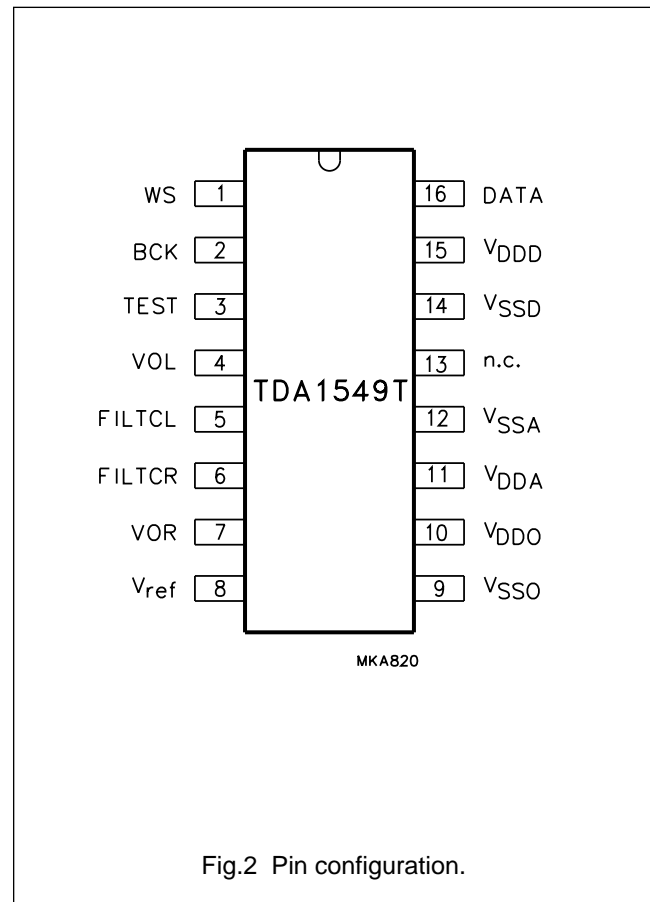 WS 1 16 DATA
BCK 2 15 VDDD
TEST 3 14 VSSD
VOL 4 13 n.c.
TDA1549T
FILTCL 5 12 VSSA
FILTCR 6 11 VDDA
VOR 7 10 VDDO
Vref 8 9 VSSO
MKA820
Fig.2 Pin configuration.